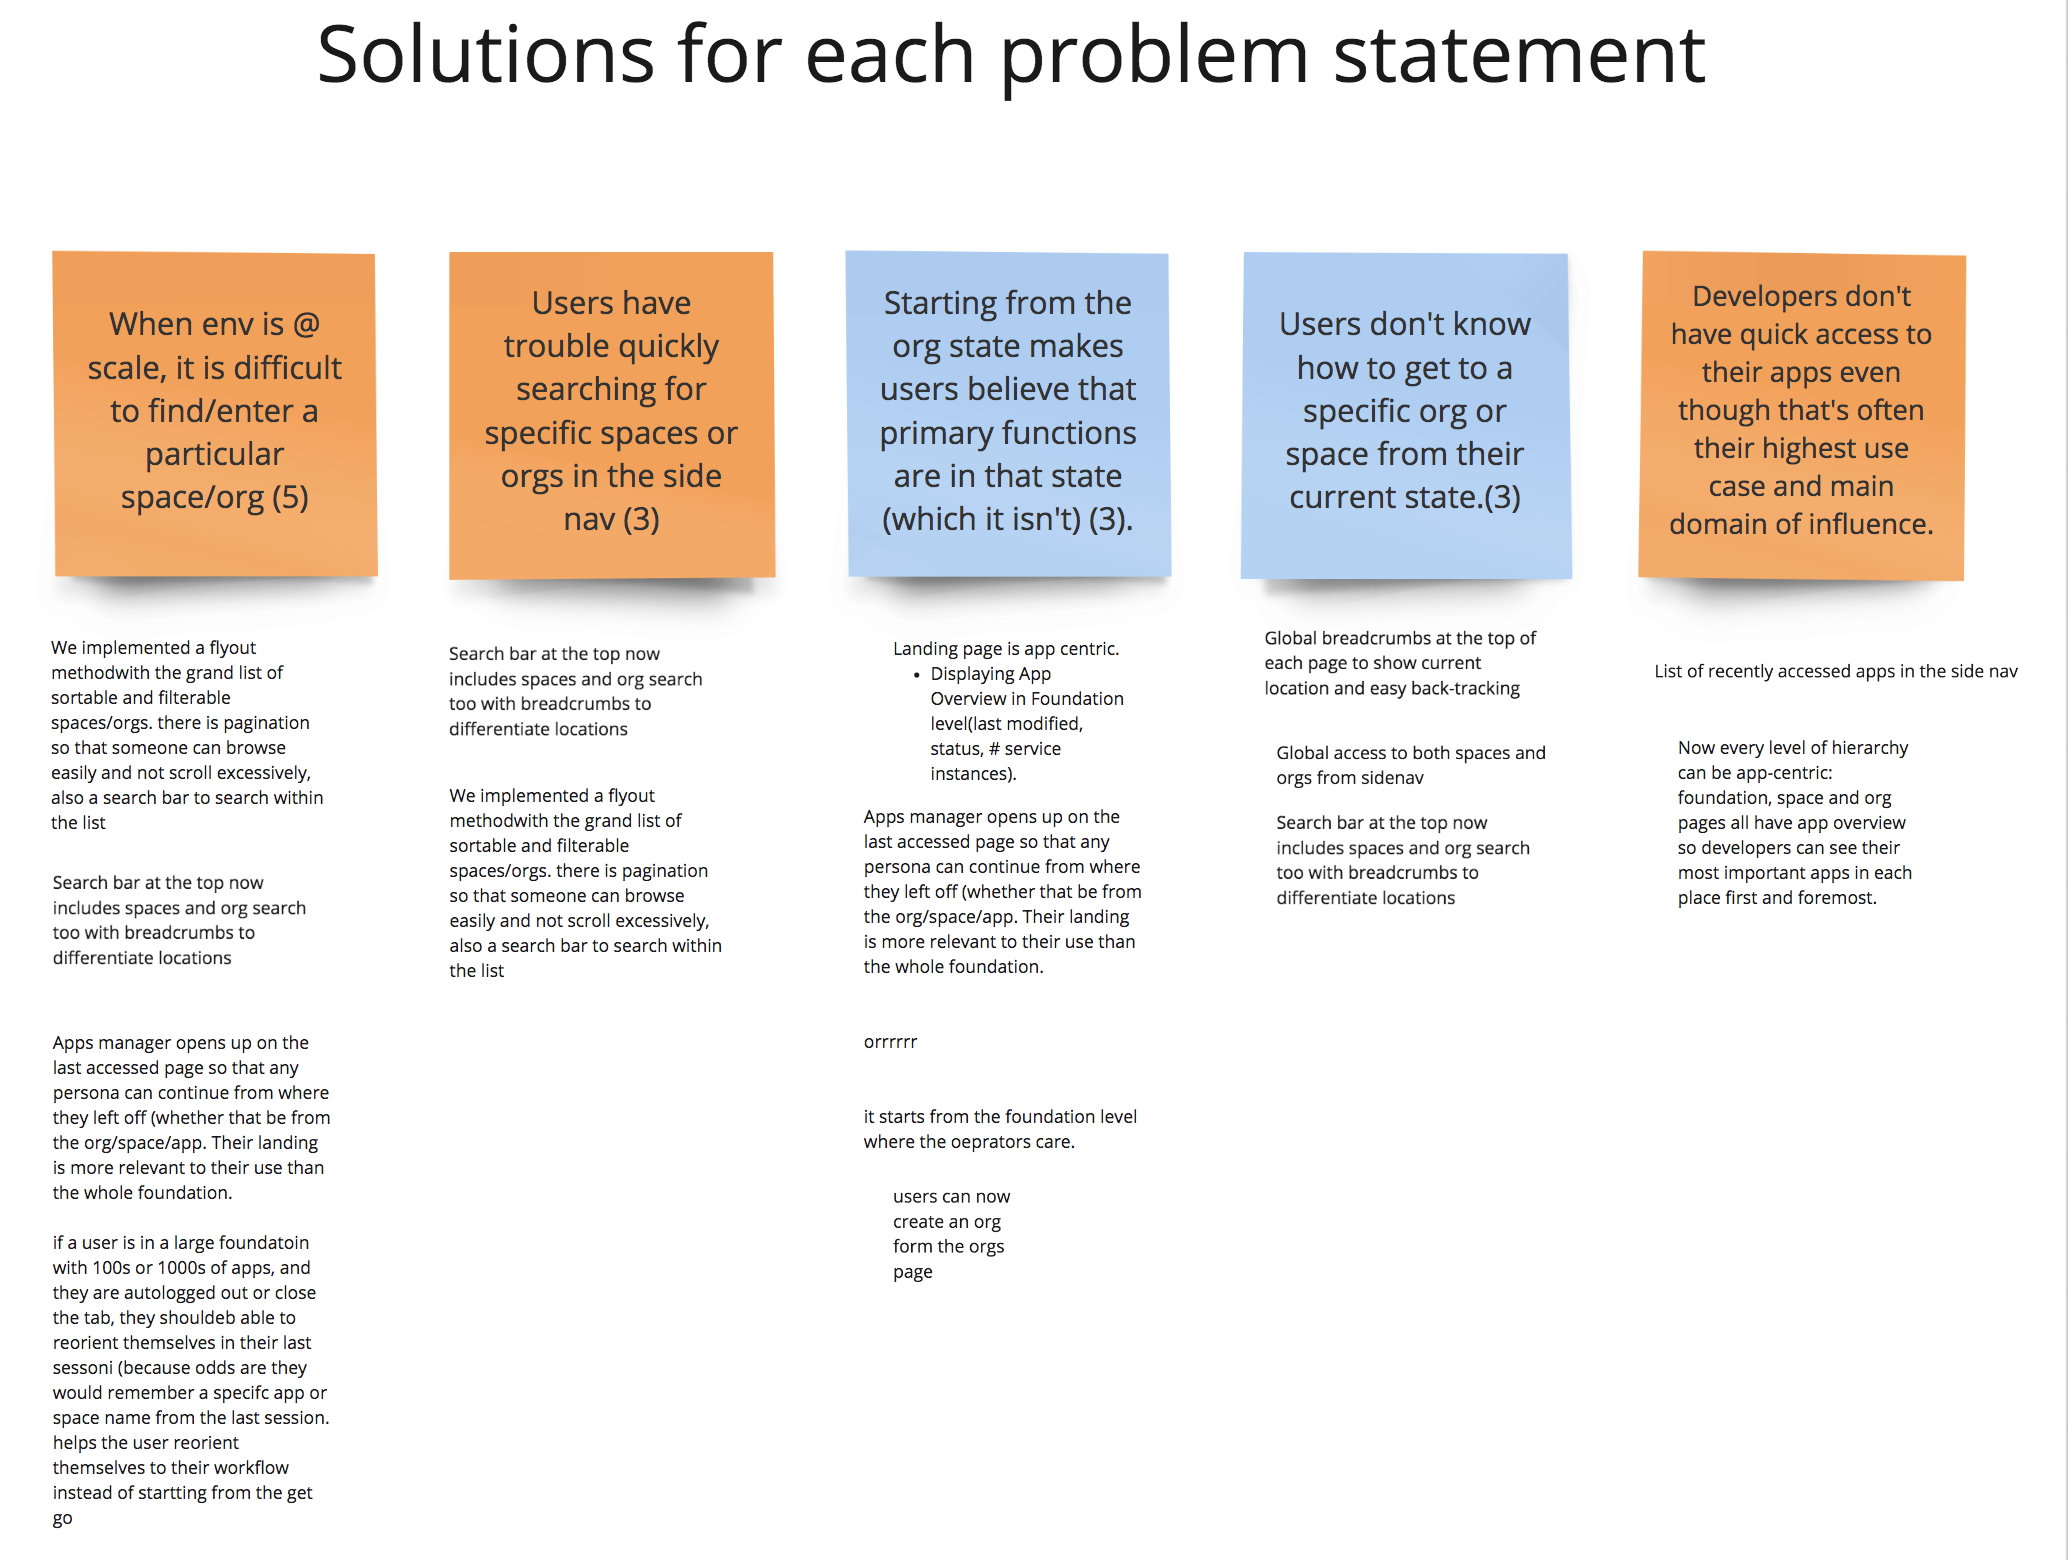 Solutions for each problem statement
When env is @
scale, it is difficult
to find/enter a
particular
space/org (5)
We implemented a flyout
methodwith the grand list of
sortable and filterable
spaces/orgs. there is pagination
so that someone can browse
easily and not scroll excessively,
also a search bar to search within
the list
Search bar at the top now
includes spaces and org search
too with breadcrumbs to
differentiate locations
Apps manager opens up on the
last accessed page so that any
persona can continue from where
they left off (whether that be from
the org/space/app. Their landing
is more relevant to their use than
the whole foundation.
if a user is in a large foundatoin
with 100s or 1000s of apps, and
they are autologged out or close
the tab, they shouldeb able to
reorient themselves in their last
sessoni (because odds are they
would remember a specifc app or
space name from the last session.
helps the user reorient
themselves to their workflow
instead of startting from the get
go
Users have
trouble quickly
searching for
specific spaces or
orgs in the side
nav (3)
Search bar at the top now
includes spaces and org search
too with breadcrumbs to
differentiate locations
We implemented a flyout
methodwith the grand list of
sortable and filterable
spaces/orgs. there is pagination
so that someone can browse
easily and not scroll excessively,
also a search bar to search within
the list
Starting from the
org state makes
users believe that
primary functions
are in that state
(which it isn't) (3).
Landing page is app centric.
• Displaying App
Overview in Foundation
level(last modified,
status, # service
instances).
Apps manager opens up on the
last accessed page so that any
persona can continue from where
they left off (whether that be from
the org/space/app. Their landing
is more relevant to their use than
the whole foundation.
orrrrrr
it starts from the foundation level
where the oeprators care.
users can now
create an org
form the orgs
page
Users don't know
how to get to a
specific org or
space from their
current state.(3)
Global breadcrumbs at the top of
each page to show current
location and easy back-tracking
Global access to both spaces and
orgs from sidenav
Search bar at the top now
includes spaces and org search
too with breadcrumbs to
differentiate locations
Developers don't
have quick access to
their apps even
though that's often
their highest use
case and main
domain of influence.
List of recently accessed apps in the side nav
Now every level of hierarchy
can be app-centric:
foundation, space and org
pages all have app overview
so developers can see their
most important apps in each
place first and foremost.